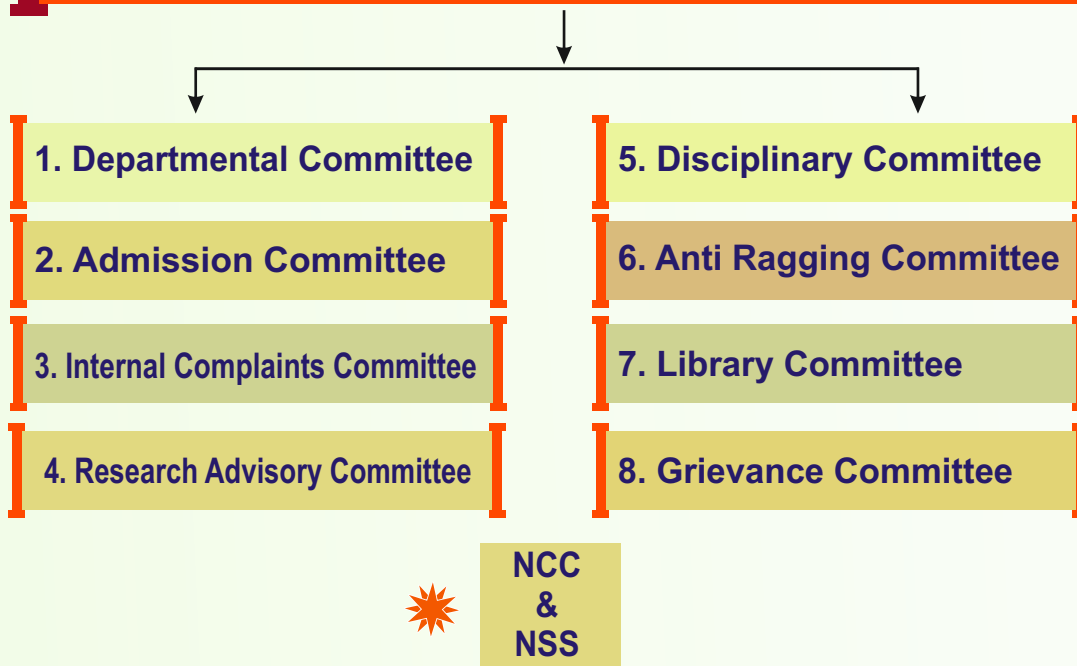 1. Departmental Committee
2. Admission Committee
3. Internal Complaints Committee
4. Research Advisory Committee
5. Disciplinary Committee
6. Anti Ragging Committee
7. Library Committee
8. Grievance Committee
NCC
&
NSS